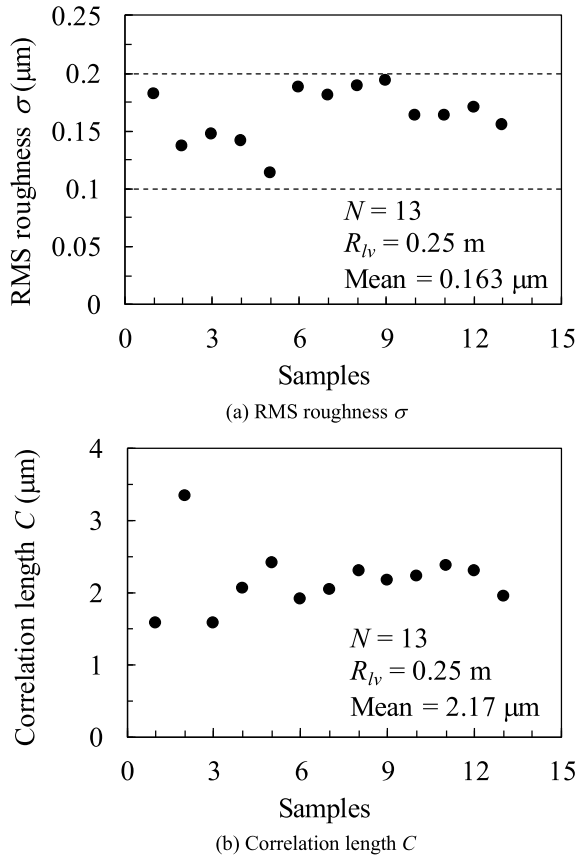 0.25
0.2
0.15
0.1
0.05
0
RMS roughness σ (μm)
N = 13
R_lv = 0.25 m
Mean = 0.163 μm
0 3 6 9 12 15
Samples
(a) RMS roughness σ
4
3
2
1
0
Correlation length C (μm)
N = 13
R_lv = 0.25 m
Mean = 2.17 μm
0 3 6 9 12 15
Samples
(b) Correlation length C